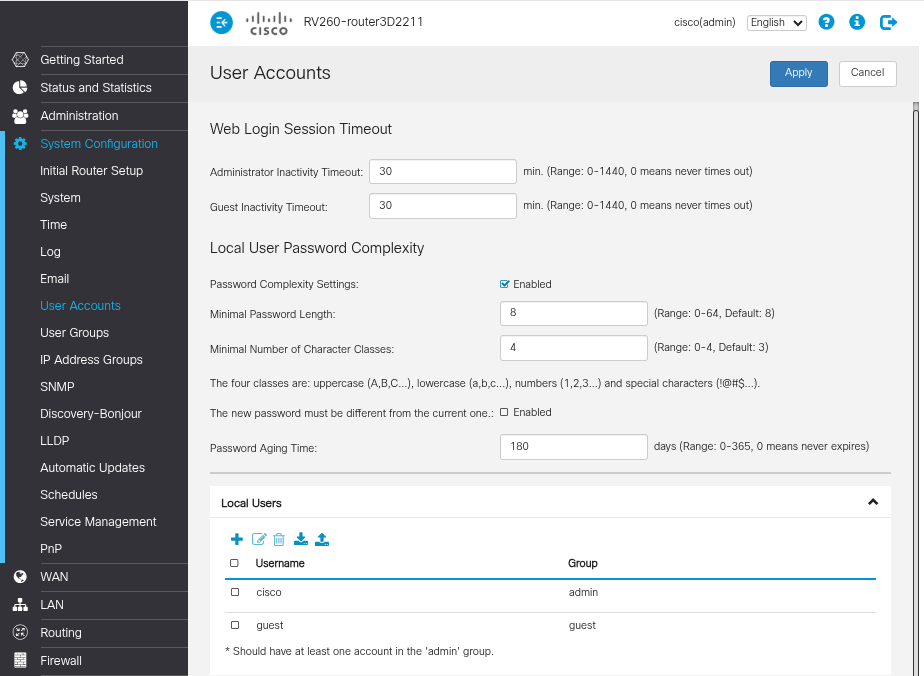 CISCO
RV260-router3D2211
cisco(admin)
English
?
i
Getting Started
Status and Statistics
Administration
System Configuration
Initial Router Setup
System
Time
Log
Email
User Accounts
User Groups
IP Address Groups
SNMP
Discovery-Bonjour
LLDP
Automatic Updates
Schedules
Service Management
PnP
WAN
LAN
Routing
Firewall
User Accounts
Apply
Cancel
Web Login Session Timeout
Administrator Inactivity Timeout: 30 min. (Range: 0-1440, 0 means never times out)
Guest Inactivity Timeout: 30 min. (Range: 0-1440, 0 means never times out)
Local User Password Complexity
Password Complexity Settings: Enabled
Minimal Password Length: 8 (Range: 0-64, Default: 8)
Minimal Number of Character Classes: 4 (Range: 0-4, Default: 3)
The four classes are: uppercase (A,B,C...), lowercase (a,b,c...), numbers (1,2,3...) and special characters (!@#$...).
The new password must be different from the current one.: Enabled
Password Aging Time: 180 days (Range: 0-365, 0 means never expires)
Local Users
Username Group
cisco admin
guest guest
* Should have at least one account in the 'admin' group.